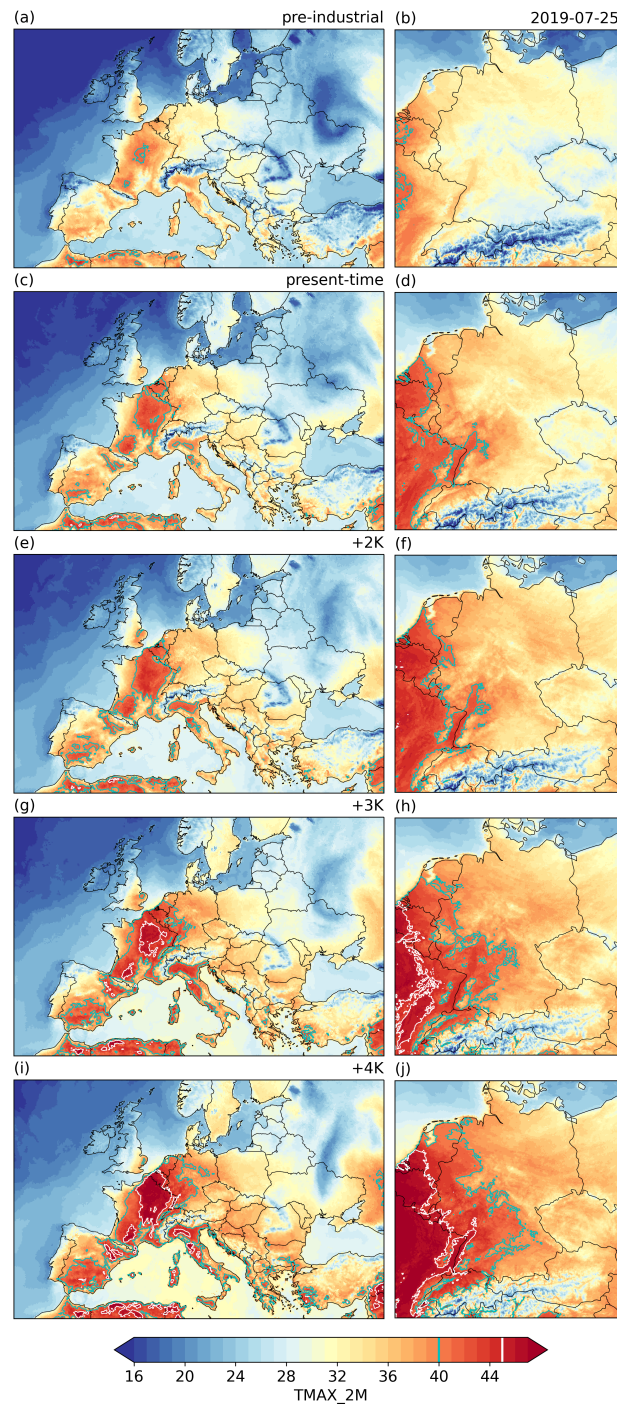 (a) pre-industrial (b) 2019-07-25
(c) present-time (d)
(e) +2K (f)
(g) +3K (h)
(i) +4K (j)
16 20 24 28 32 36 40 44
TMAX_2M